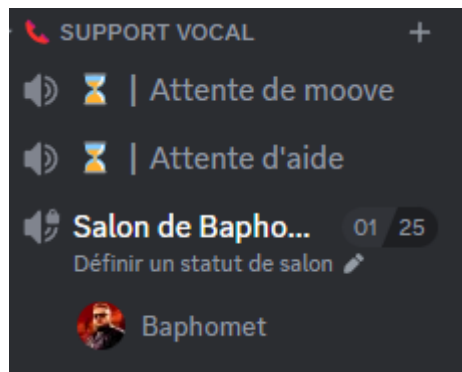 SUPPORT VOCAL +
⌛ | Attente de moove
⌛ | Attente d'aide
Salon de Bapho... 01 25
Définir un statut de salon
Baphomet